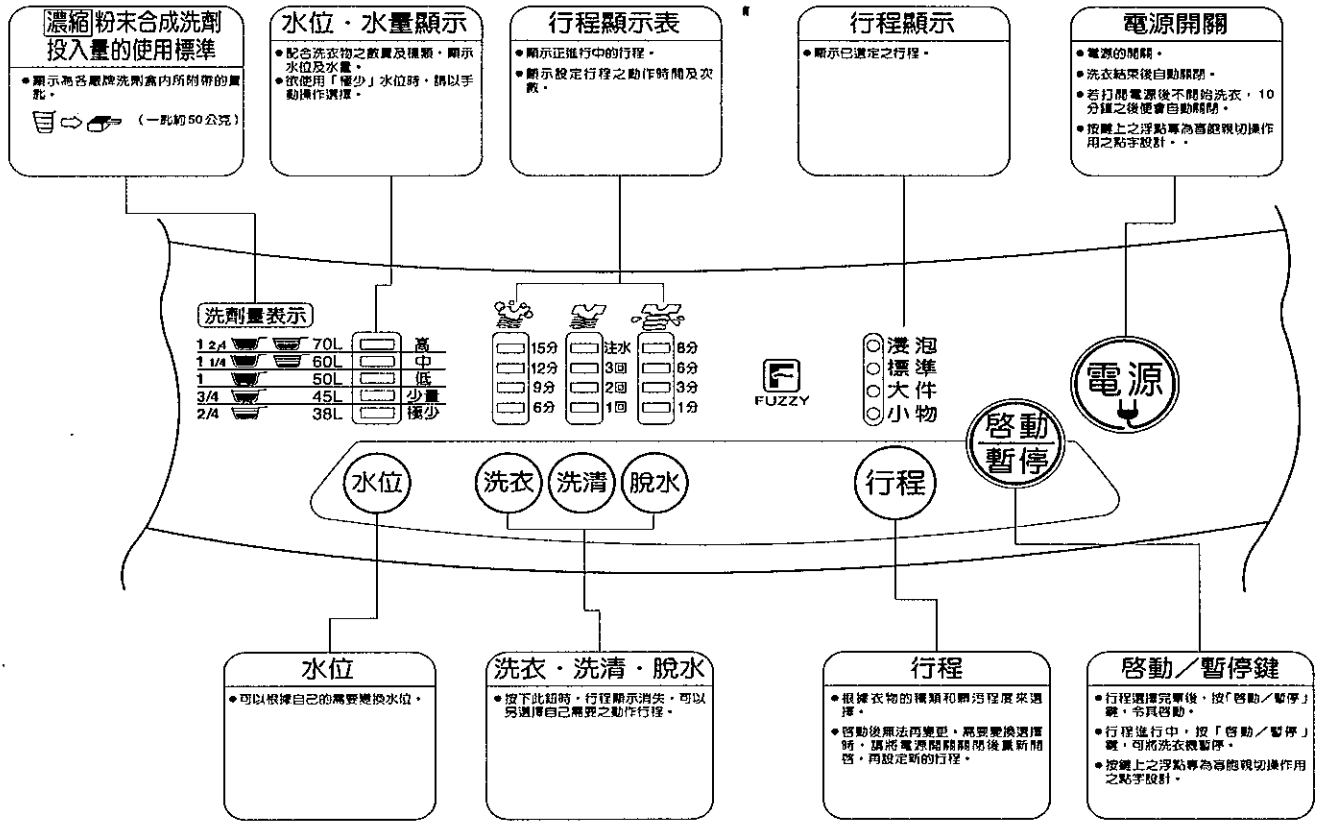 濃縮粉末合成洗劑
投入量的使用標準
●顯示為各廠牌洗劑盒內所附帶的量
匙。
(一匙約50公克)
水位・水量顯示
●配合洗衣物之數量及種類，顯示
水位及水量。
●欲使用「極少」水位時，請以手
動操作選擇。
行程顯示表
●顯示正進行中的行程。
●顯示設定行程之動作時間及次
數。
行程顯示
●顯示已選定之行程。
電源開關
●電源的開關。
●洗衣結束後自動關閉。
●若打開電源後不開始洗衣，10
分鐘之後便會自動關閉。
●按鍵上之浮點專為盲胞親切操作
用之點字設計。・
洗劑量表示
1 2/4 70L 高
1 1/4 60L 中
1 50L 低
3/4 45L 少量
2/4 38L 極少
15分 注水 8分
12分 3回 6分
9分 2回 3分
6分 1回 1分
FUZZY
浸泡
標準
大件
小物
電源
啓動
暫停
水位
洗衣
洗清
脫水
行程
水位
●可以根據自己的需要變換水位。
洗衣・洗清・脫水
●按下此鈕時，行程顯示消失，可以
另選擇自己需要之動作行程。
行程
●根據衣物的種類和髒污程度來選
擇。
●啓動後無法再變更，需要變換選擇
時，請將電源開關關閉後重新開
啓，再設定新的行程。
啓動／暫停鍵
●行程選擇完畢後，按「啓動／暫停」
鍵，令其啓動。
●行程進行中，按「啓動／暫停」
鍵，可將洗衣機暫停。
●按鍵上之浮點專為盲胞親切操作用
之點字設計。